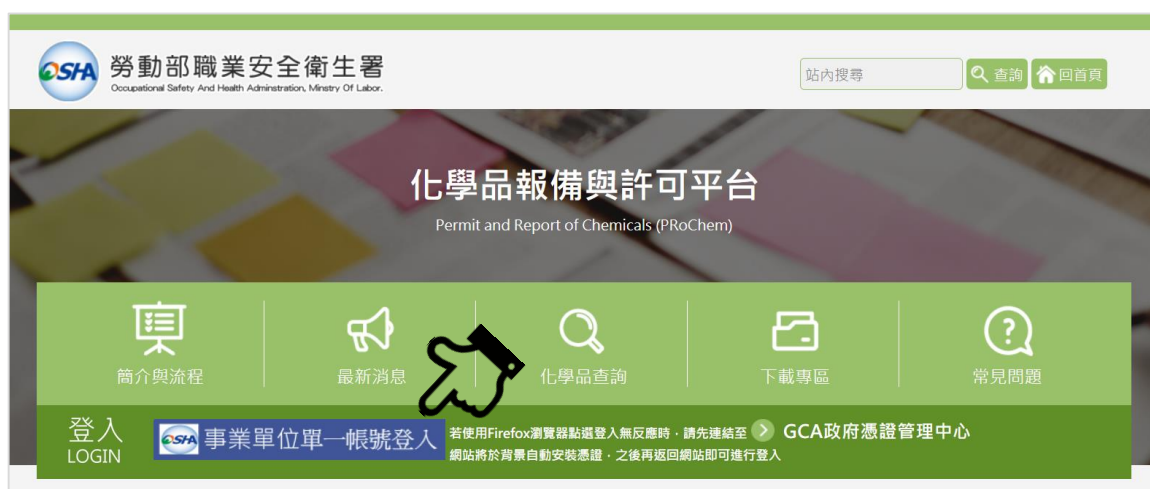 OSHA 勞動部職業安全衛生署
Occupational Safety And Health Adminstration, Minstry Of Labor.
站內搜尋 查詢 回首頁
化學品報備與許可平台
Permit and Report of Chemicals (PRoChem)
簡介與流程 最新消息 化學品查詢 下載專區 常見問題
登入
LOGIN
OSHA 事業單位單一帳號登入
若使用Firefox瀏覽器點選登入無反應時，請先連結至 GCA政府憑證管理中心
網站將於背景自動安裝憑證，之後再返回網站即可進行登入